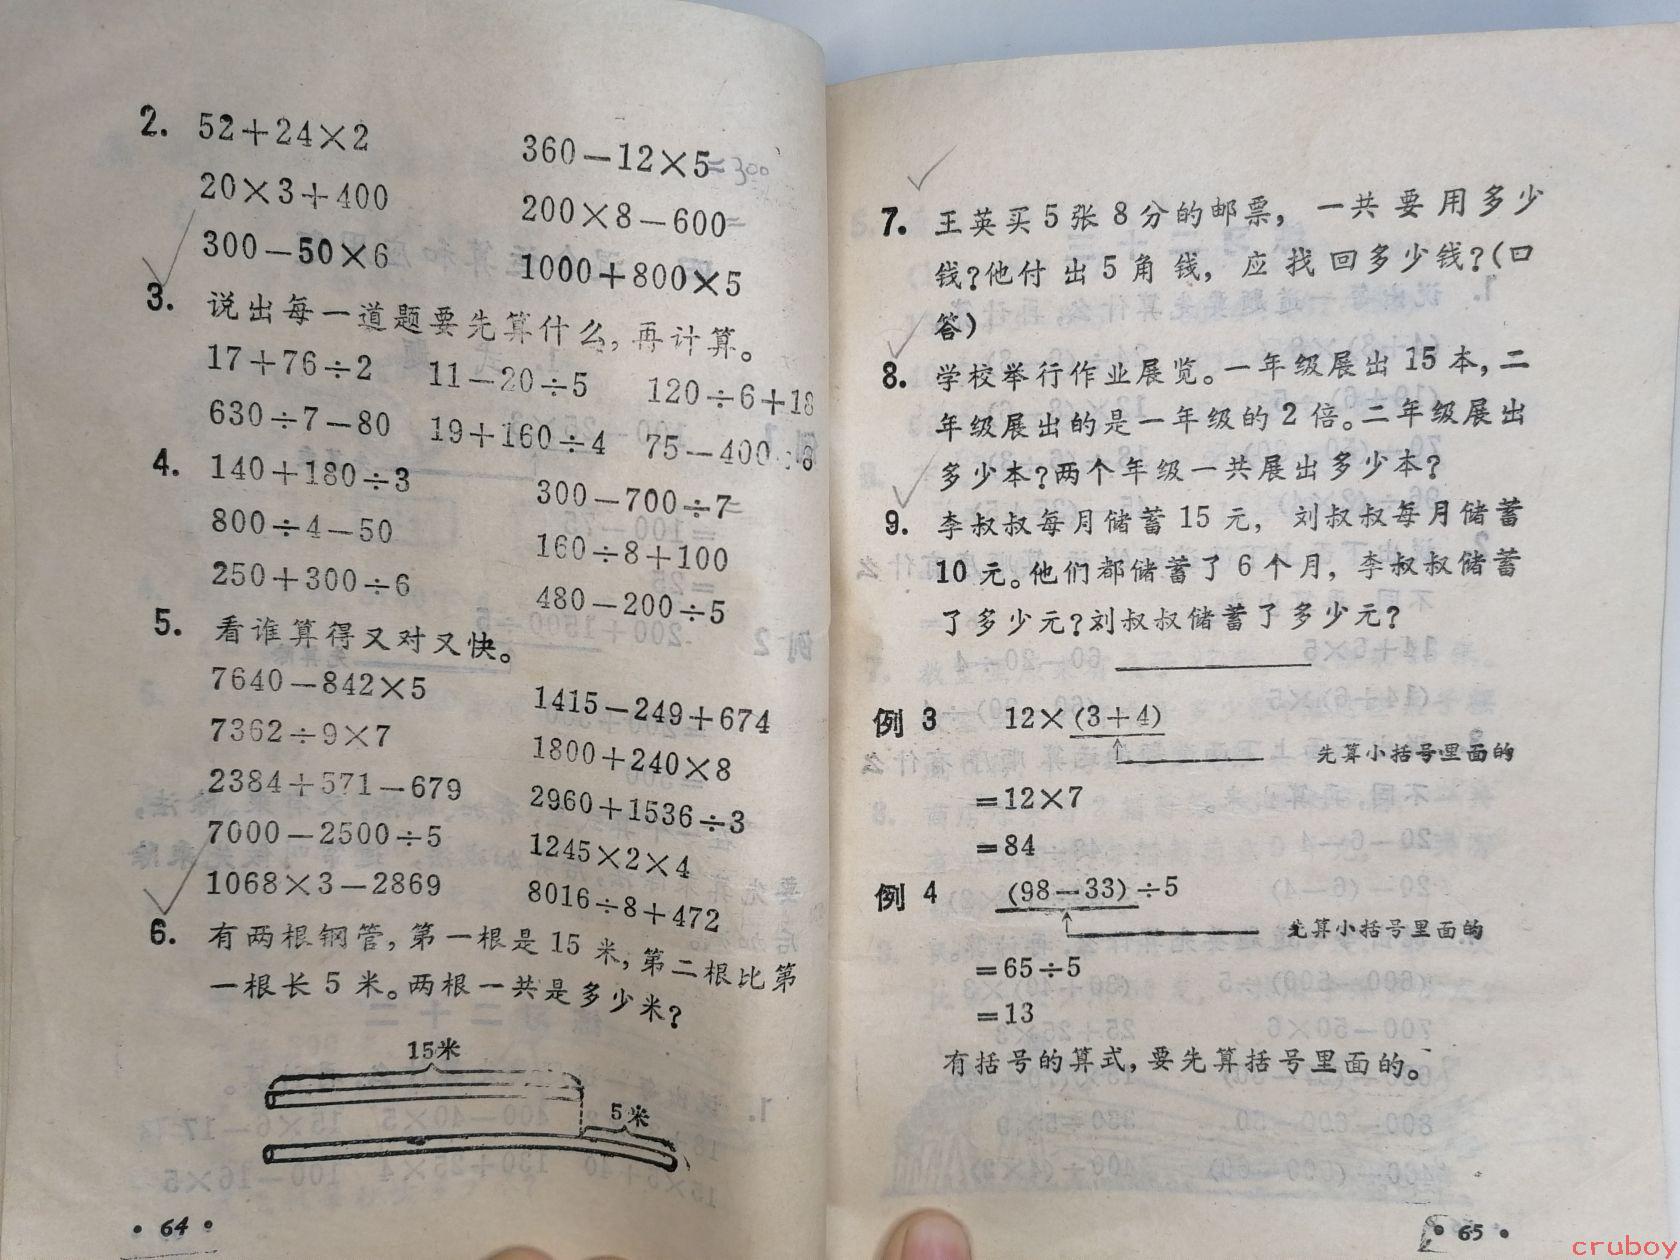 2. 52+24×2 360-12×5=300
20×3+400 200×8-600=
300-50×6 1000+800×5
3. 说出每一道题要先算什么,再计算。
17+76÷2 11-20÷5 120÷6+18
630÷7-80 19+160÷4 75-400÷8
4. 140+180÷3 300-700÷7=
800÷4-50 160÷8+100
250+300÷6 480-200÷5
5. 看谁算得又对又快。
7640-842×5 1415-249+674
7362÷9×7 1800+240×8
2384+571-679 2960+1536÷3
7000-2500÷5 1245×2×4
1068×3-2869 8016÷8+472
6. 有两根钢管,第一根是15米,第二根比第
一根长5米。两根一共是多少米?
15米
5米
• 64 •
7. 王英买5张8分的邮票,一共要用多少
钱?他付出5角钱,应找回多少钱?(口
答)
8. 学校举行作业展览。一年级展出15本,二
年级展出的是一年级的2倍。二年级展出
多少本?两个年级一共展出多少本?
9. 李叔叔每月储蓄15元,刘叔叔每月储蓄
10元。他们都储蓄了6个月,李叔叔储蓄
了多少元?刘叔叔储蓄了多少元?
例3 12×(3+4)
先算小括号里面的
=12×7
=84
例4 (98-33)÷5
先算小括号里面的
=65÷5
=13
有括号的算式,要先算括号里面的。
• 65 •
cruboy